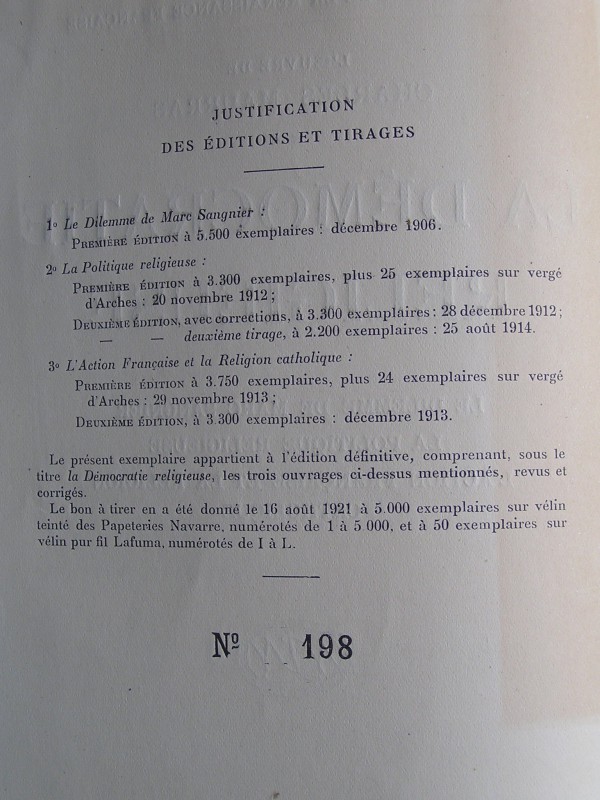 JUSTIFICATION
DES ÉDITIONS ET TIRAGES
1º Le Dilemme de Marc Sangnier :
PREMIÈRE ÉDITION à 5.500 exemplaires : décembre 1906.
2º La Politique religieuse :
PREMIÈRE ÉDITION à 3.300 exemplaires, plus 25 exemplaires sur vergé
d'Arches : 20 novembre 1912 ;
DEUXIÈME ÉDITION, avec corrections, à 3.300 exemplaires : 28 décembre 1912 ;
— — deuxième tirage, à 2.200 exemplaires : 25 août 1914.
3º L'Action Française et la Religion catholique :
PREMIÈRE ÉDITION à 3.750 exemplaires, plus 24 exemplaires sur vergé
d'Arches : 29 novembre 1913 ;
DEUXIÈME ÉDITION, à 3.300 exemplaires : décembre 1913.
Le présent exemplaire appartient à l'édition définitive, comprenant, sous le
titre la Démocratie religieuse, les trois ouvrages ci-dessus mentionnés, revus et
corrigés.
Le bon à tirer en a été donné le 16 août 1921 à 5.000 exemplaires sur vélin
teinté des Papeteries Navarre, numérotés de 1 à 5 000, et à 50 exemplaires sur
vélin pur fil Lafuma, numérotés de I à L.
Nº 198